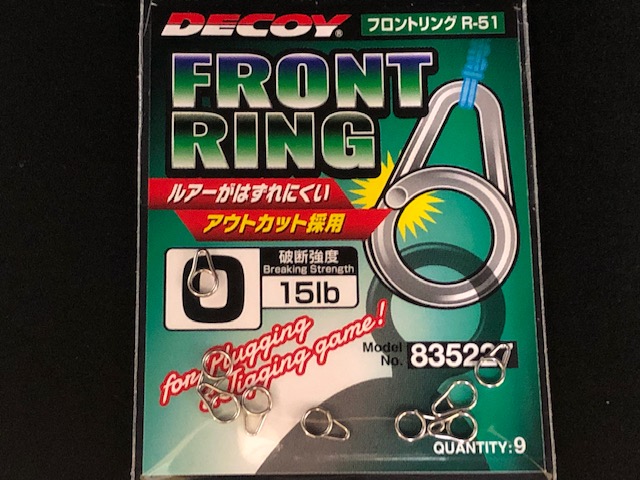 DECOY®
フロントリング R-51
FRONT
RING
ルアーがはずれにくい
アウトカット採用
0
破断強度
Breaking Strength
15lb
for Plugging
& Jigging game!
Model
No.
QUANTITY:9